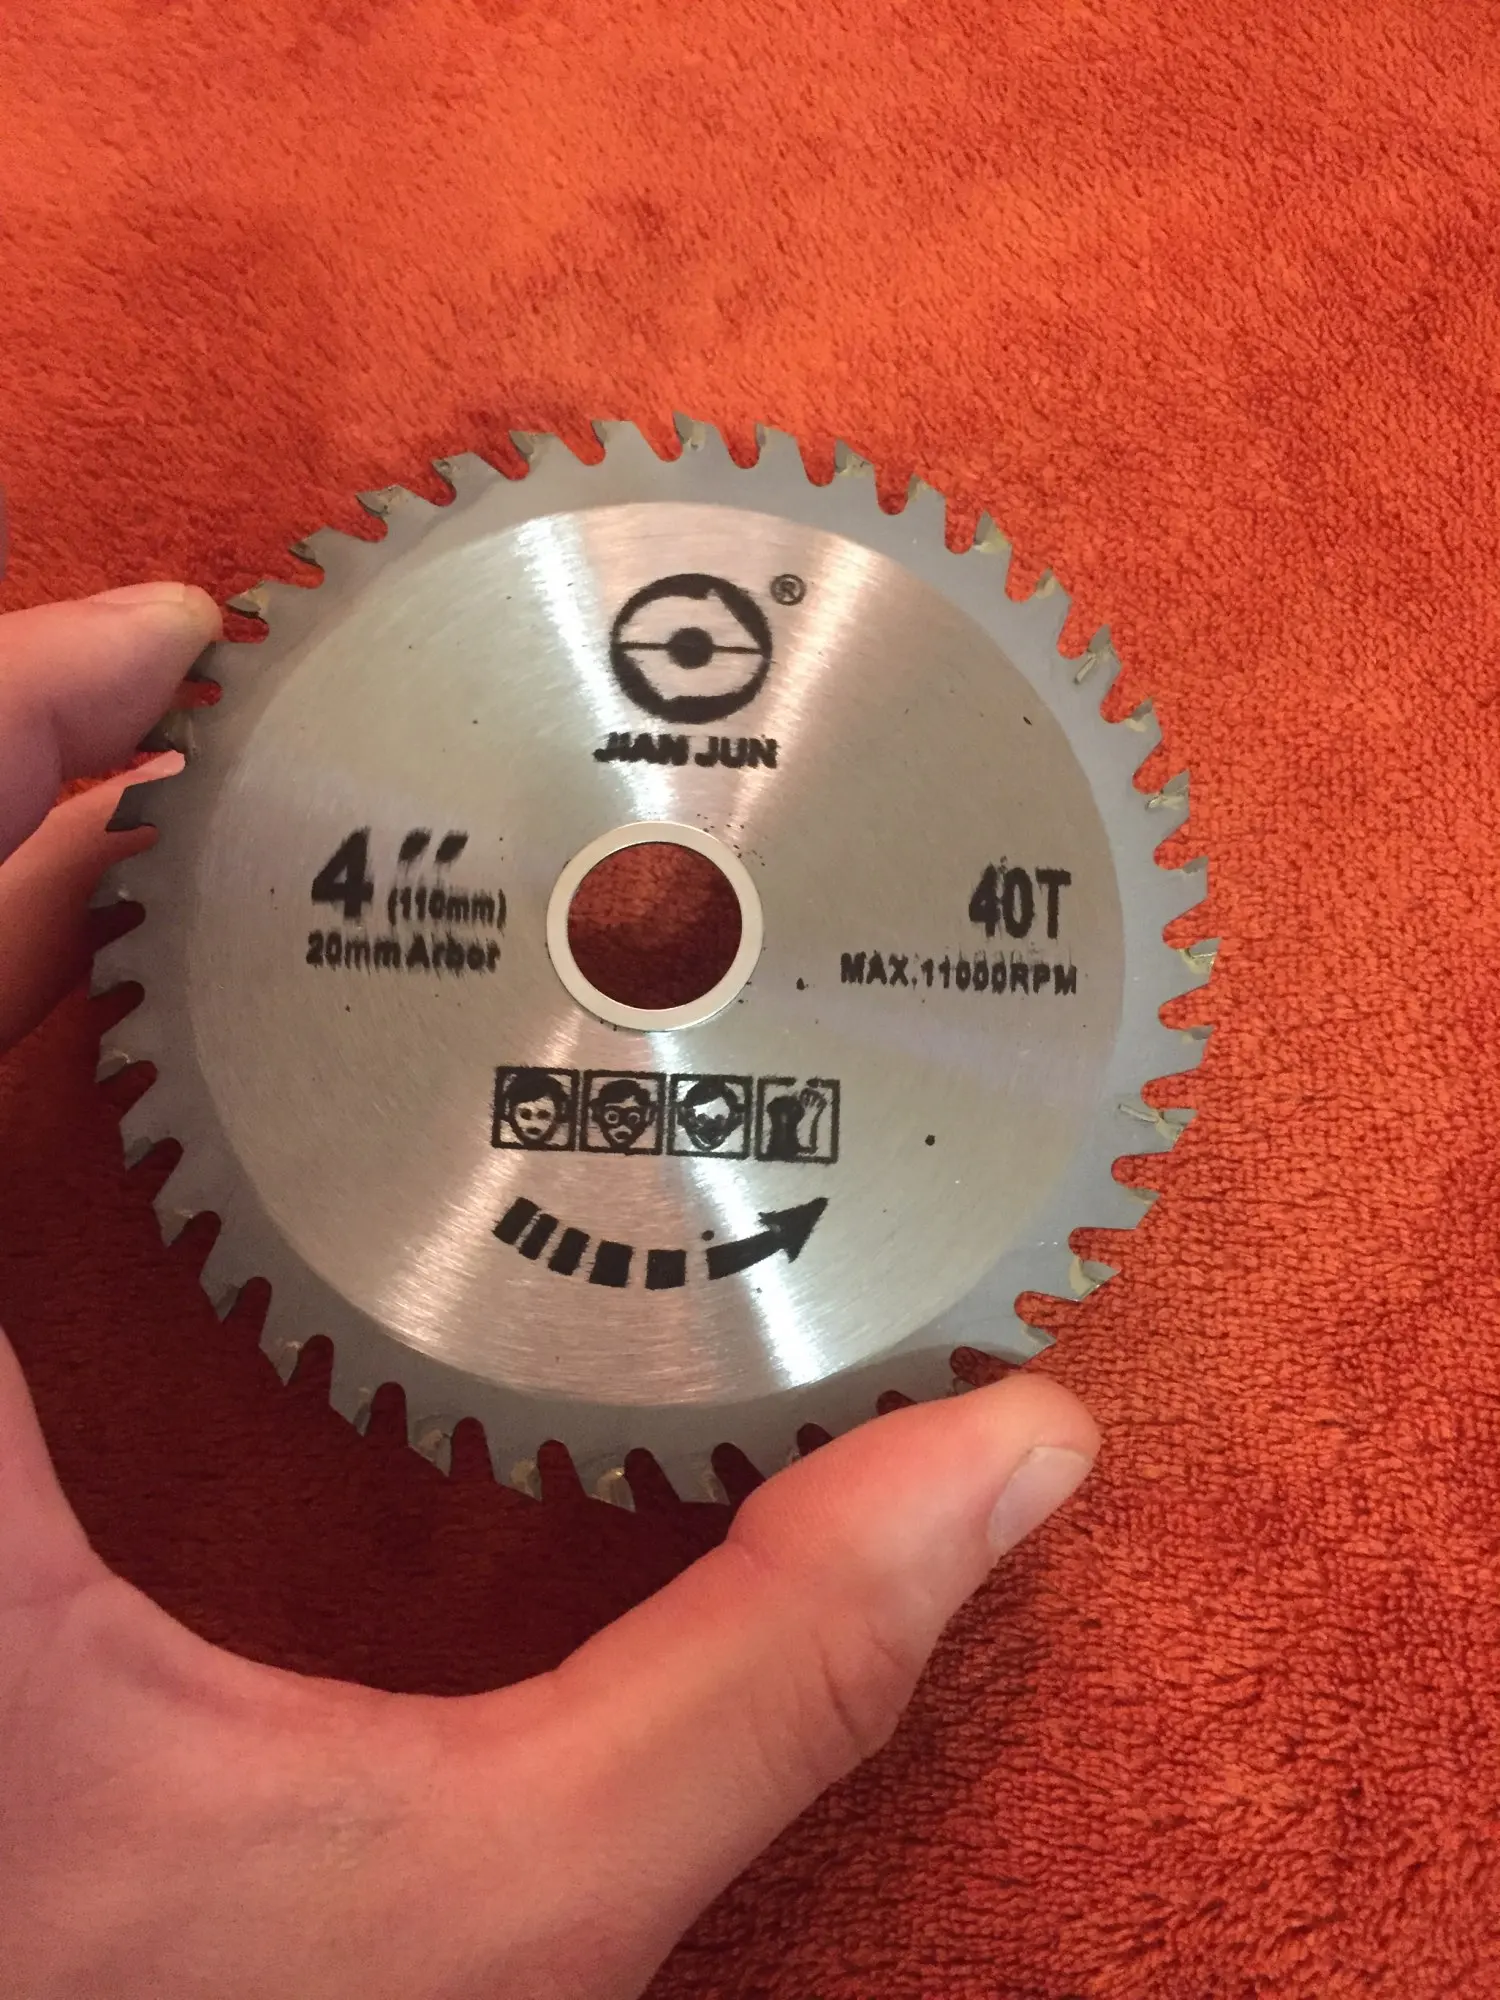 ®
JIAN JUN
4" (110mm)
20mm Arbor
40T
MAX.11000RPM